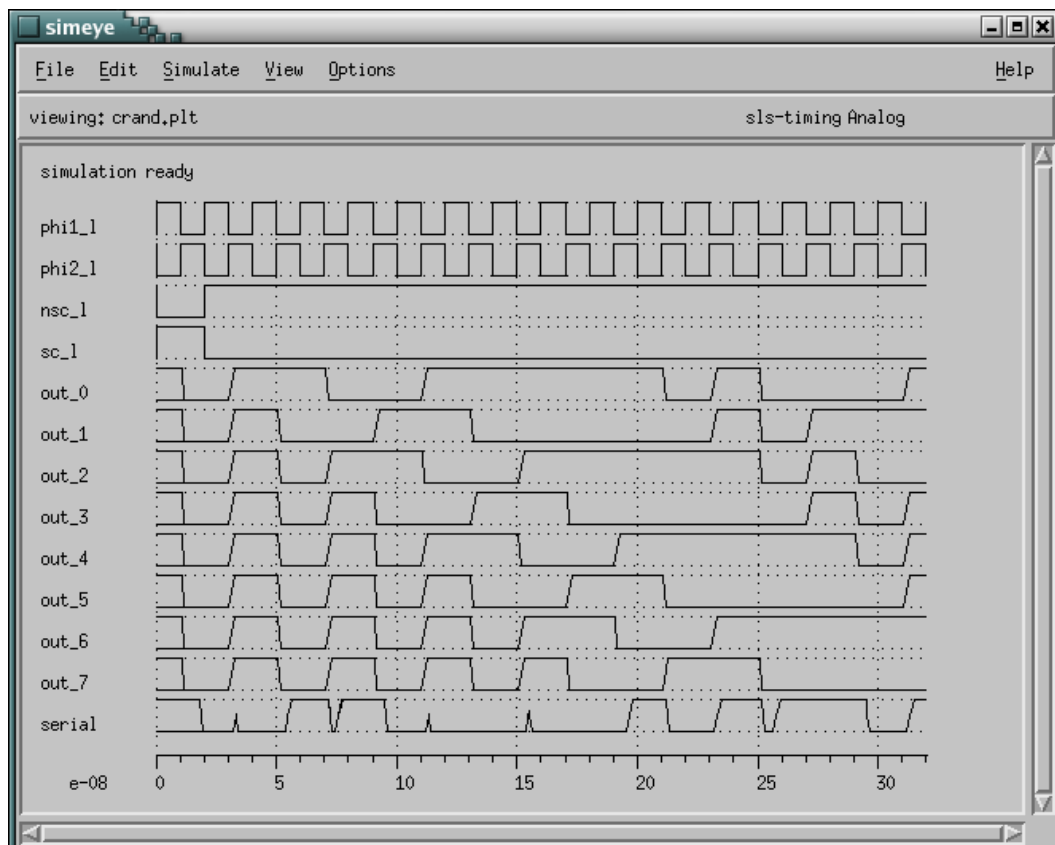 simeye
File Edit Simulate View Options Help
viewing: crand.plt sls-timing Analog
simulation ready
phi1_l
phi2_l
nsc_l
sc_l
out_0
out_1
out_2
out_3
out_4
out_5
out_6
out_7
serial
e-08 0 5 10 15 20 25 30